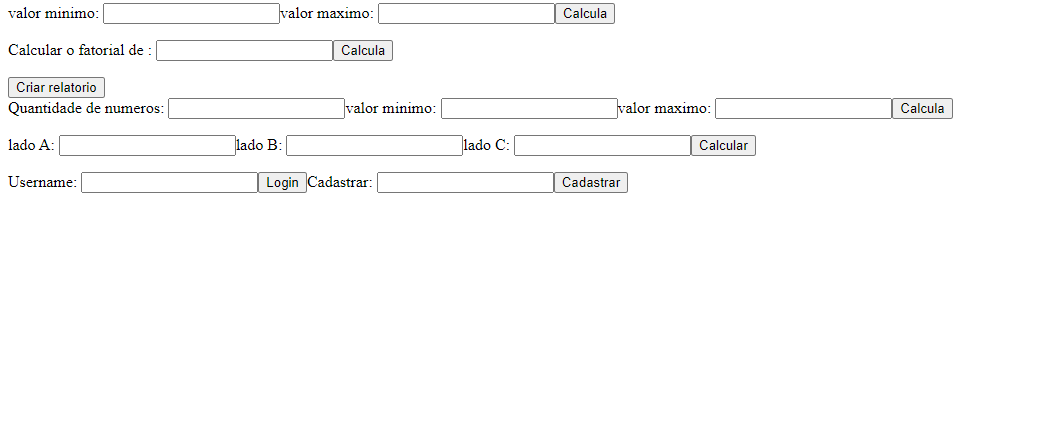 valor minimo: valor maximo: Calcula
Calcular o fatorial de : Calcula
Criar relatorio
Quantidade de numeros: valor minimo: valor maximo: Calcula
lado A: lado B: lado C: Calcular
Username: Login Cadastrar: Cadastrar